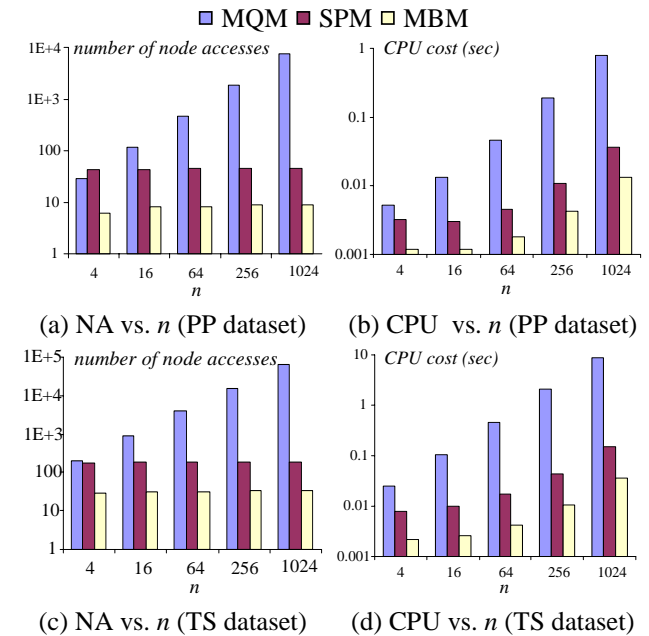 MQM SPM MBM
number of node accesses
1E+4
1E+3
100
10
1
4 16 64 256 1024
n
CPU cost (sec)
1
0.1
0.01
0.001
4 16 64 256 1024
n
(a) NA vs. n (PP dataset)
(b) CPU vs. n (PP dataset)
number of node accesses
1E+5
1E+3
100
10
1
4 16 64 256 1024
n
CPU cost (sec)
10
1
0.1
0.01
0.001
4 16 64 256 1024
n
(c) NA vs. n (TS dataset)
(d) CPU vs. n (TS dataset)